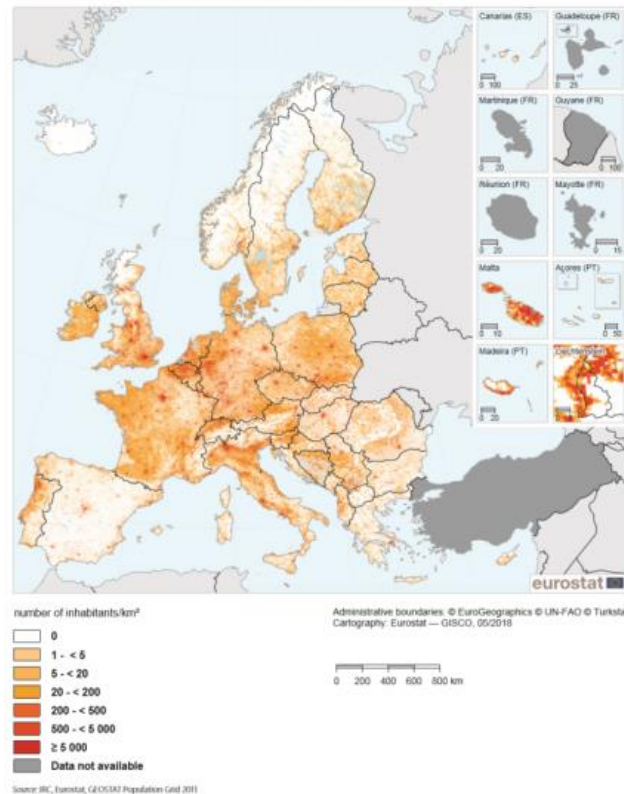 Canarias (ES)
0 100
Guadeloupe (FR)
0 25
Martinique (FR)
0 20
Guyane (FR)
0 100
Réunion (FR)
0 20
Mayotte (FR)
0 15
Malta
0 10
Açores (PT)
0 50
Madeira (PT)
0 20
Liechtenstein
eurostat
number of inhabitants/km²
0
1 - < 5
5 - < 20
20 - < 200
200 - < 500
500 - < 5 000
≥ 5 000
Data not available
Administrative boundaries: © EuroGeographics © UN-FAO © Turksta
Cartography: Eurostat — GISCO, 05/2018
0 200 400 600 800 km
Source: JRC, Eurostat, GEOSTAT Population Grid 2011